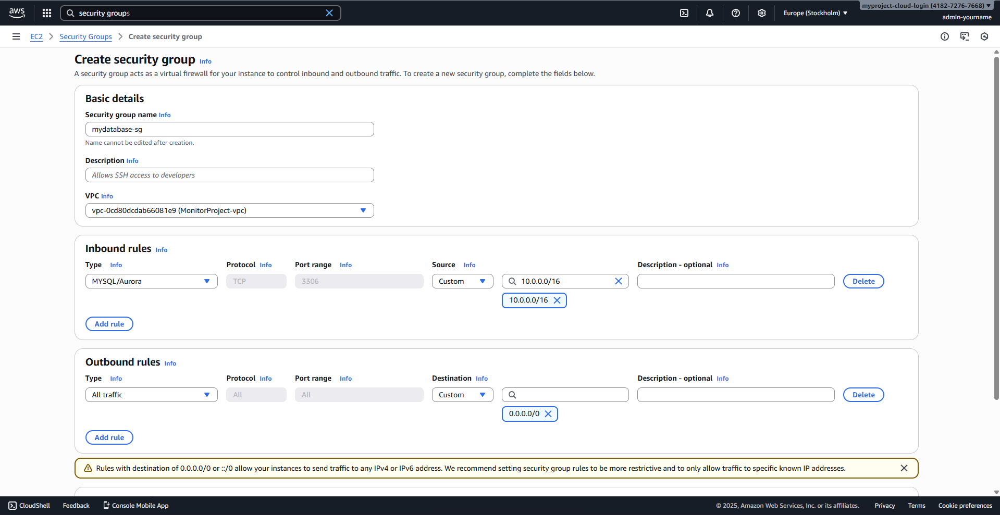 aws
security groups
Europe (Stockholm)
myproject-cloud-login (4182-7276-7668)
admin-yourname
EC2 > Security Groups > Create security group
Create security group Info
A security group acts as a virtual firewall for your instance to control inbound and outbound traffic. To create a new security group, complete the fields below.
Basic details
Security group name Info
mydatabase-sg
Name cannot be edited after creation.
Description Info
Allows SSH access to developers
VPC Info
vpc-0cd80dcdab66081e9 (MonitorProject-vpc)
Inbound rules Info
Type Info Protocol Info Port range Info Source Info Description - optional Info
MYSQL/Aurora TCP 3306 Custom 10.0.0.0/16 Delete
10.0.0.0/16
Add rule
Outbound rules Info
Type Info Protocol Info Port range Info Destination Info Description - optional Info
All traffic All All Custom Delete
0.0.0.0/0
Add rule
Rules with destination of 0.0.0.0/0 or ::/0 allow your instances to send traffic to any IPv4 or IPv6 address. We recommend setting security group rules to be more restrictive and to only allow traffic to specific known IP addresses.
CloudShell Feedback Console Mobile App © 2025, Amazon Web Services, Inc. or its affiliates. Privacy Terms Cookie preferences